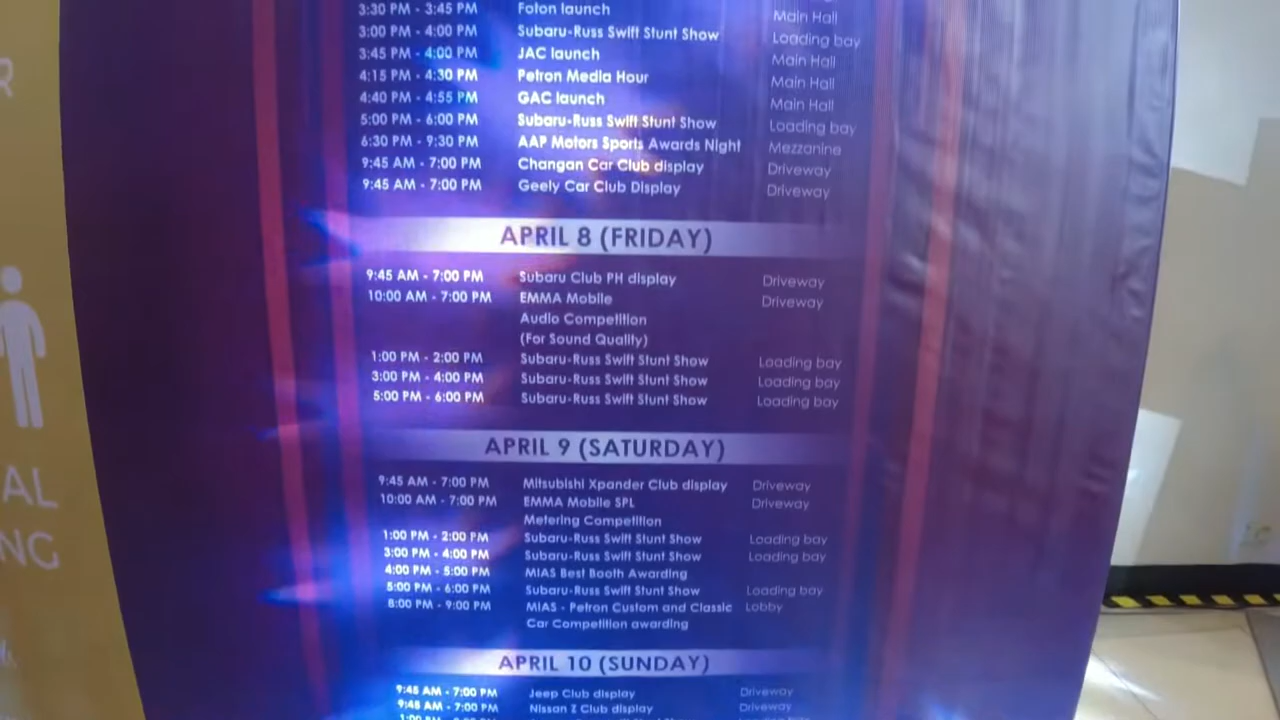 R
AL
NG
3:30 PM - 3:45 PM Foton launch Main Hall
3:00 PM - 4:00 PM Subaru-Russ Swift Stunt Show Loading bay
3:45 PM - 4:00 PM JAC launch Main Hall
4:15 PM - 4:30 PM Petron Media Hour Main Hall
4:40 PM - 4:55 PM GAC launch Main Hall
5:00 PM - 6:00 PM Subaru-Russ Swift Stunt Show Loading bay
6:30 PM - 9:30 PM AAP Motors Sports Awards Night Mezzanine
9:45 AM - 7:00 PM Changan Car Club display Driveway
9:45 AM - 7:00 PM Geely Car Club Display Driveway
APRIL 8 (FRIDAY)
9:45 AM - 7:00 PM Subaru Club PH display Driveway
10:00 AM - 7:00 PM EMMA Mobile Driveway
Audio Competition
(For Sound Quality)
1:00 PM - 2:00 PM Subaru-Russ Swift Stunt Show Loading bay
3:00 PM - 4:00 PM Subaru-Russ Swift Stunt Show Loading bay
5:00 PM - 6:00 PM Subaru-Russ Swift Stunt Show Loading bay
APRIL 9 (SATURDAY)
9:45 AM - 7:00 PM Mitsubishi Xpander Club display Driveway
10:00 AM - 7:00 PM EMMA Mobile SPL Driveway
Metering Competition
1:00 PM - 2:00 PM Subaru-Russ Swift Stunt Show Loading bay
3:00 PM - 4:00 PM Subaru-Russ Swift Stunt Show Loading bay
4:00 PM - 5:00 PM MIAS Best Booth Awarding
5:00 PM - 6:00 PM Subaru-Russ Swift Stunt Show Loading bay
8:00 PM - 9:00 PM MIAS - Petron Custom and Classic Lobby
Car Competition awarding
APRIL 10 (SUNDAY)
9:45 AM - 7:00 PM Jeep Club display Driveway
9:45 AM - 7:00 PM Nissan Z Club display Driveway